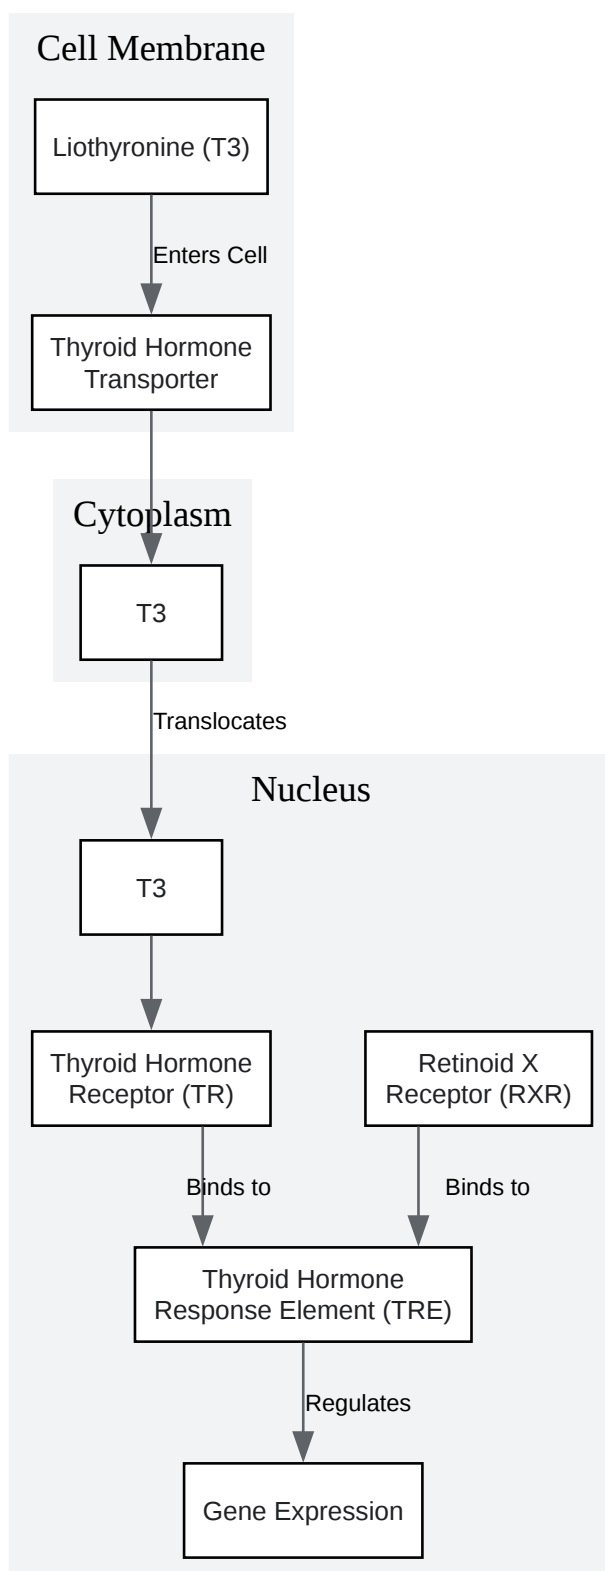 Cell Membrane
Liothyronine (T3)
Enters Cell
Thyroid Hormone
Transporter
Cytoplasm
T3
Translocates
Nucleus
T3
Thyroid Hormone
Receptor (TR)
Retinoid X
Receptor (RXR)
Binds to
Binds to
Thyroid Hormone
Response Element (TRE)
Regulates
Gene Expression